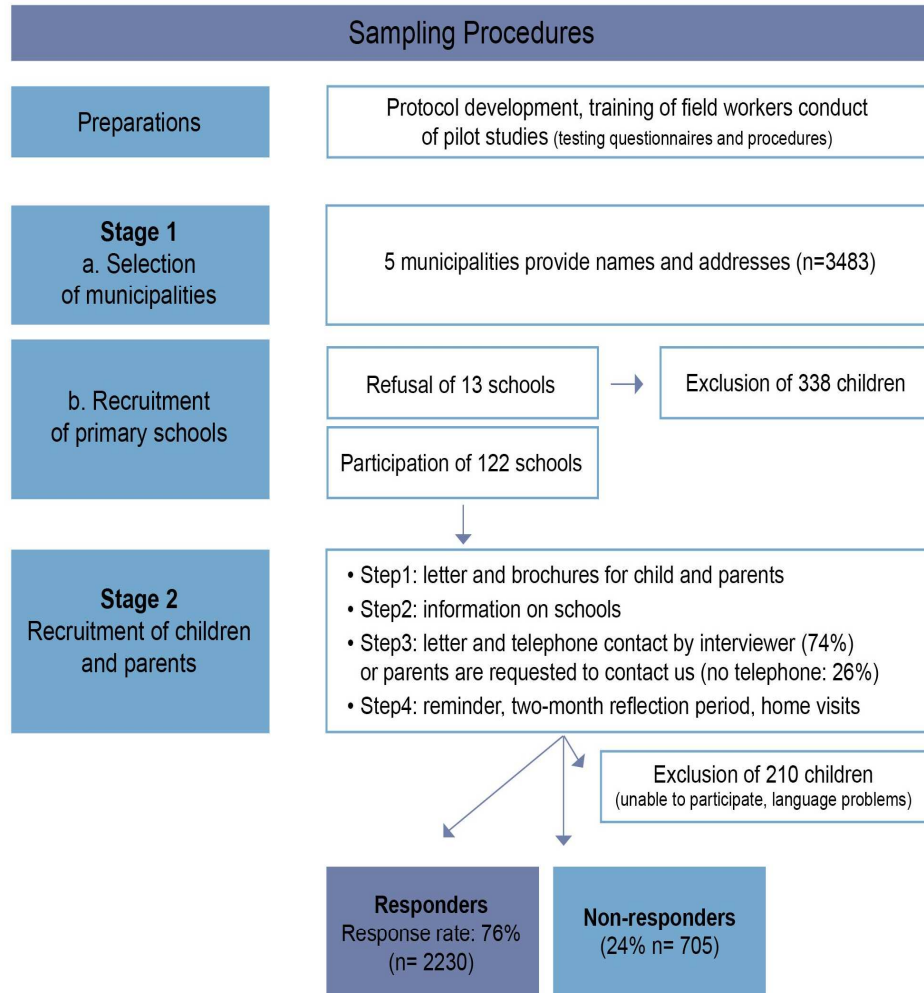 Sampling Procedures
Preparations
Protocol development, training of field workers conduct
of pilot studies (testing questionnaires and procedures)
Stage 1
a. Selection
of municipalities
5 municipalities provide names and addresses (n=3483)
b. Recruitment
of primary schools
Refusal of 13 schools
Exclusion of 338 children
Participation of 122 schools
Stage 2
Recruitment of children
and parents
• Step1: letter and brochures for child and parents
• Step2: information on schools
• Step3: letter and telephone contact by interviewer (74%)
or parents are requested to contact us (no telephone: 26%)
• Step4: reminder, two-month reflection period, home visits
Exclusion of 210 children
(unable to participate, language problems)
Responders
Response rate: 76%
(n= 2230)
Non-responders
(24% n= 705)